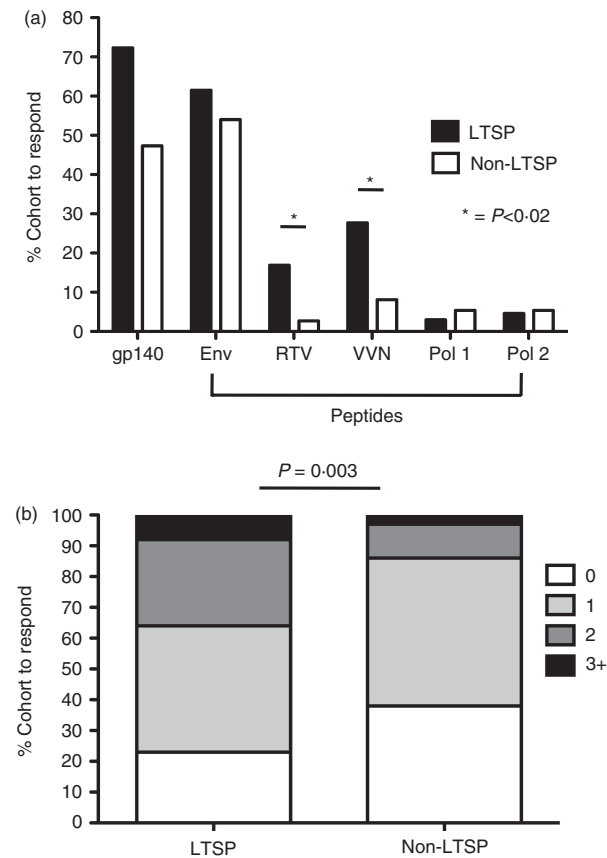 (a)
80
70
60
50
40
30
20
10
0
% Cohort to respond
LTSP
Non-LTSP
*
*
* = P<0·02
gp140 Env RTV VVN Pol 1 Pol 2
Peptides
P = 0·003
(b)
100
90
80
70
60
50
40
30
20
10
0
% Cohort to respond
0
1
2
3+
LTSP Non-LTSP